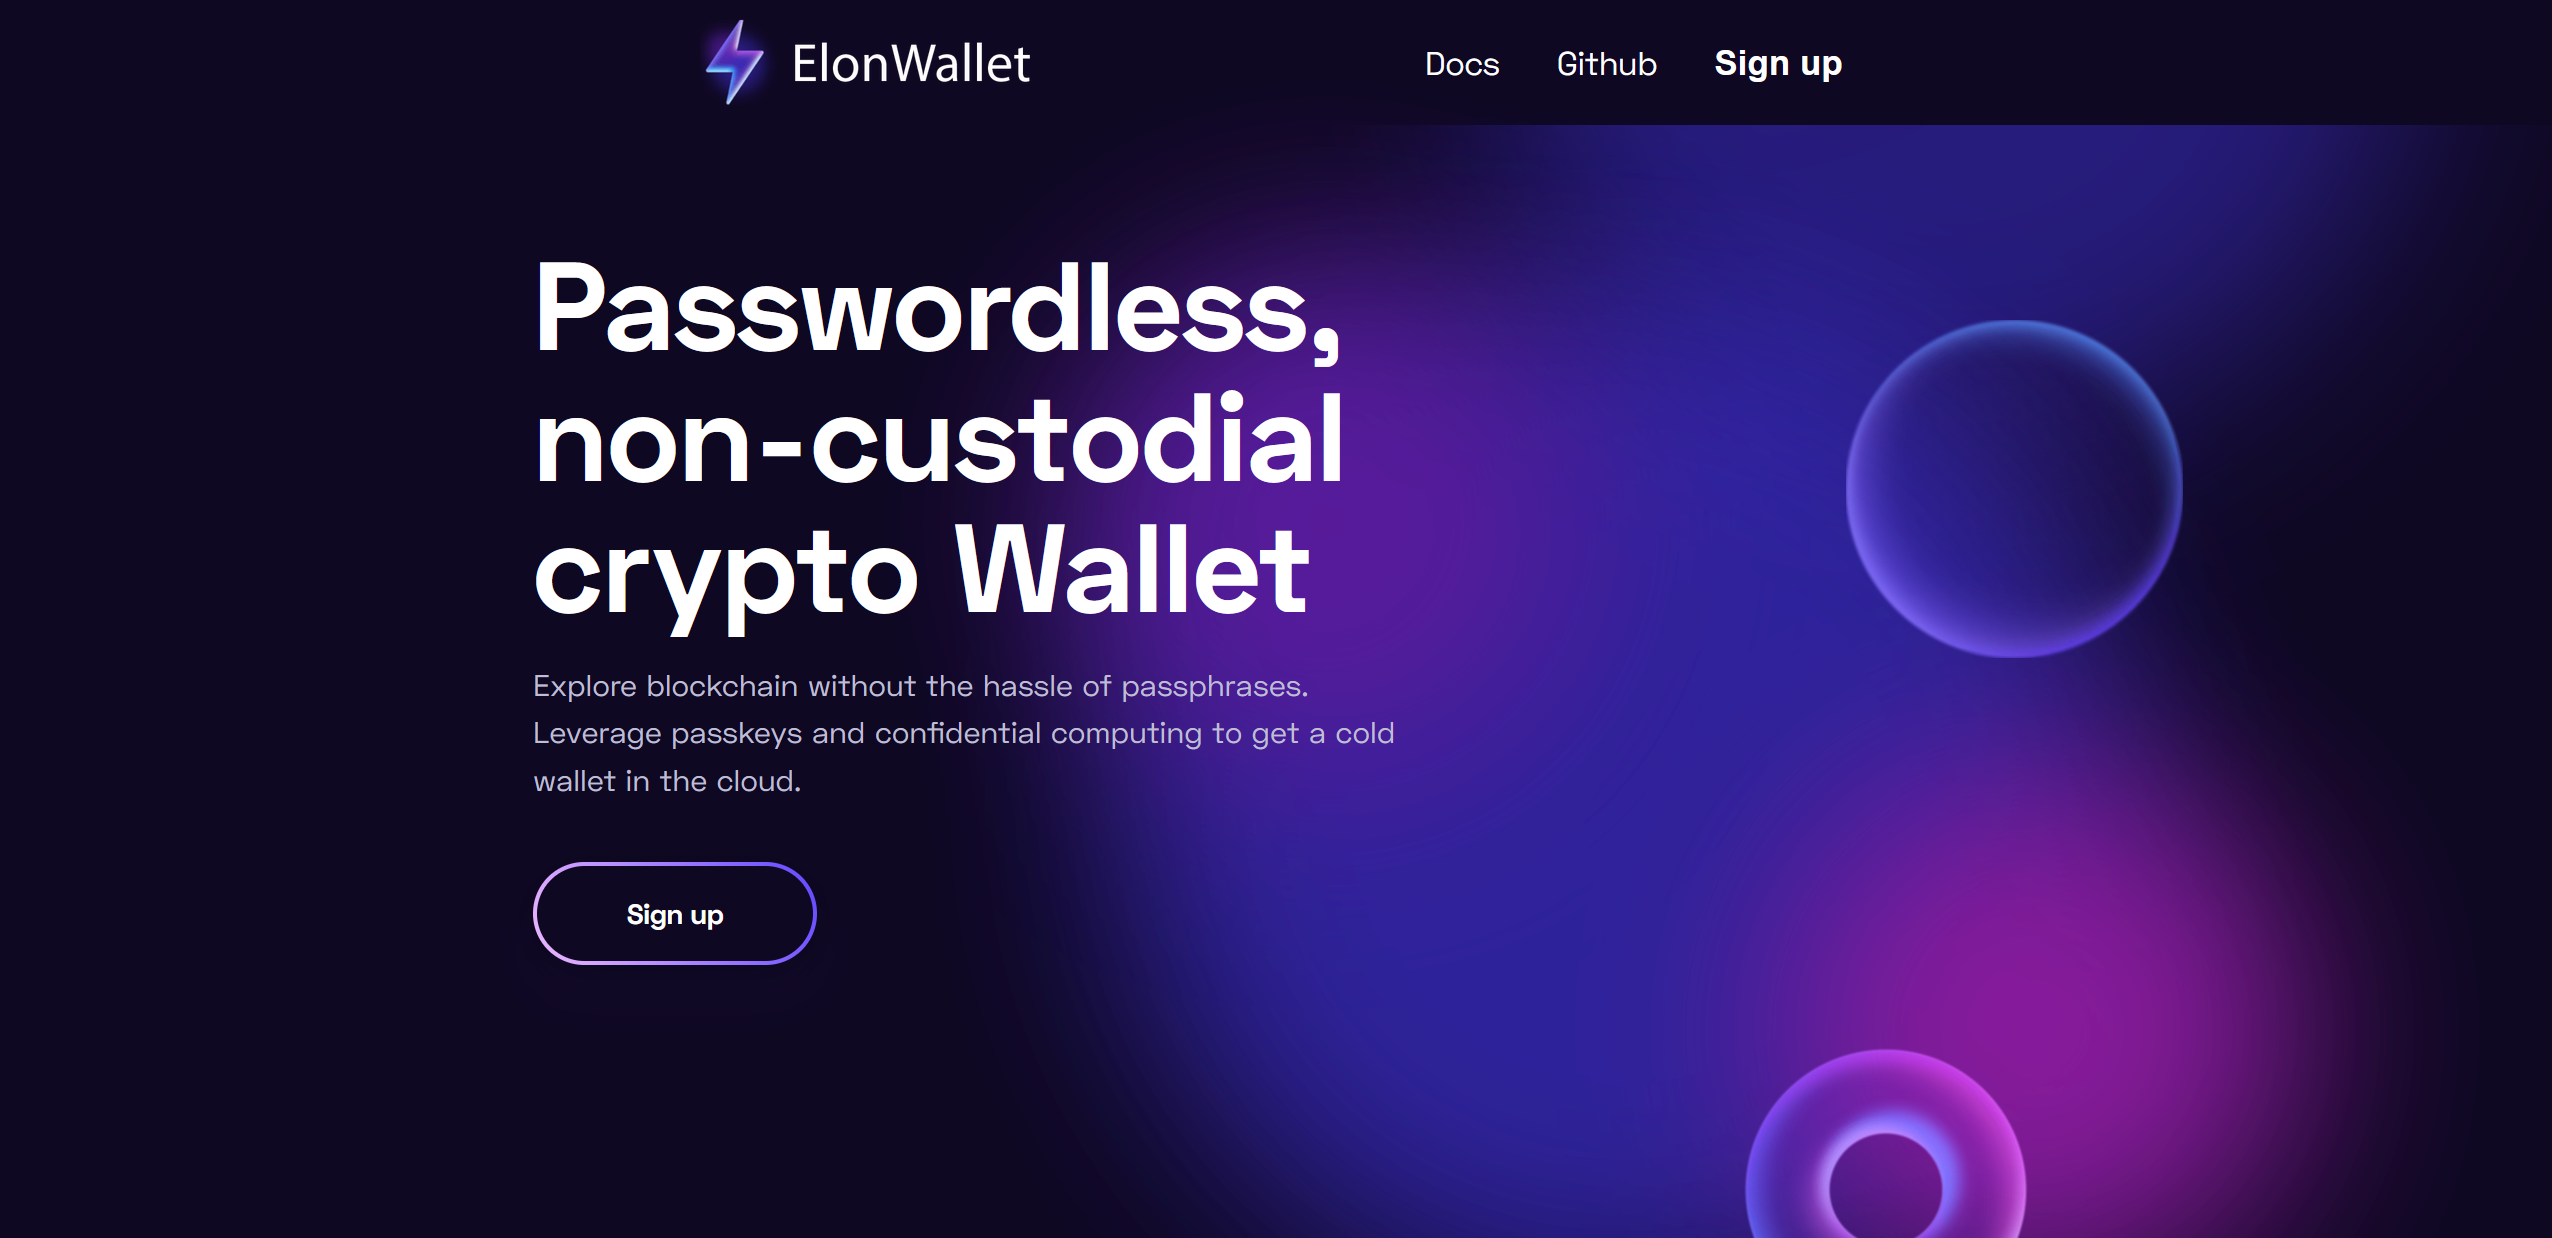 ElonWallet
Docs Github Sign up
Passwordless,
non-custodial
crypto Wallet
Explore blockchain without the hassle of passphrases.
Leverage passkeys and confidential computing to get a cold
wallet in the cloud.
Sign up